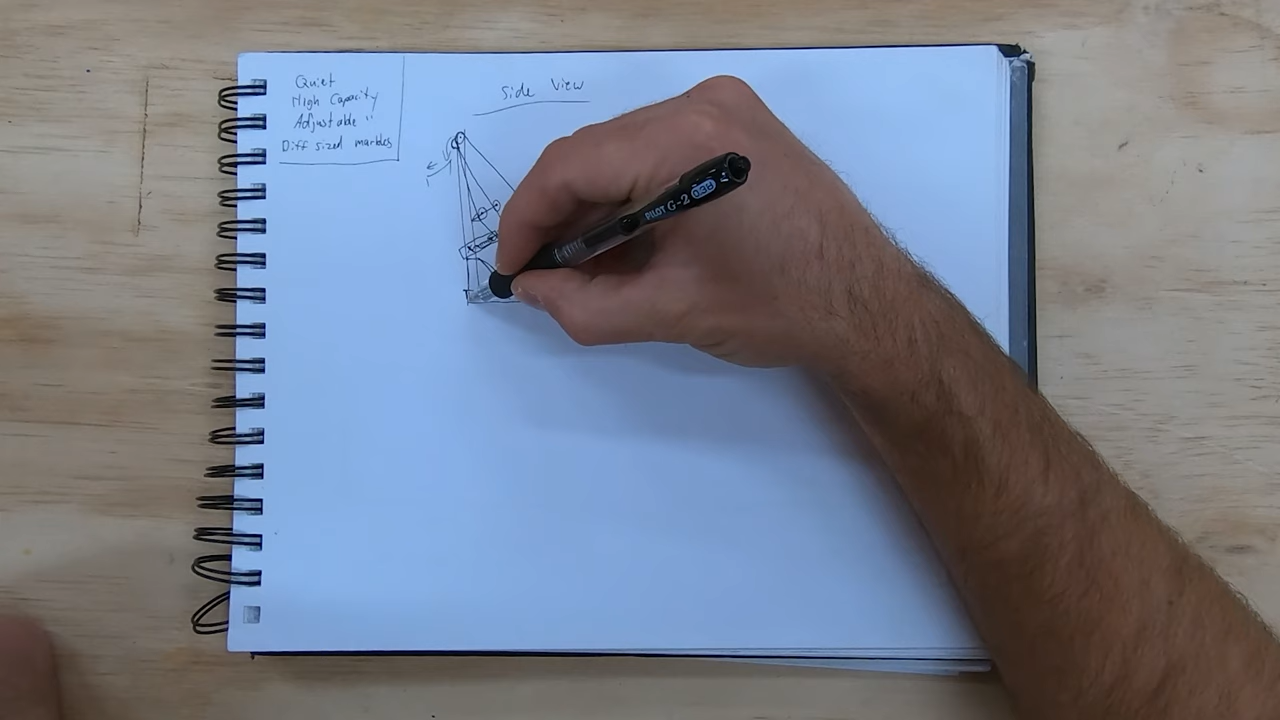 Quiet
High Capacity
Adjustable "
Diff sized marbles
Side View
PILOT G-2 0.38